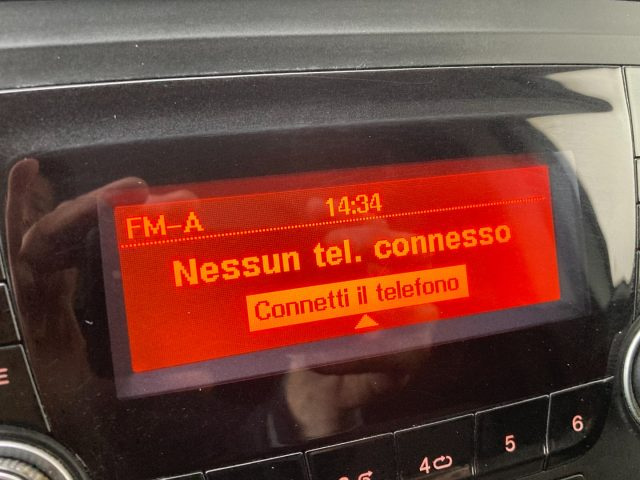 FM-A 14:34
Nessun tel. connesso
Connetti il telefono
4 5 6